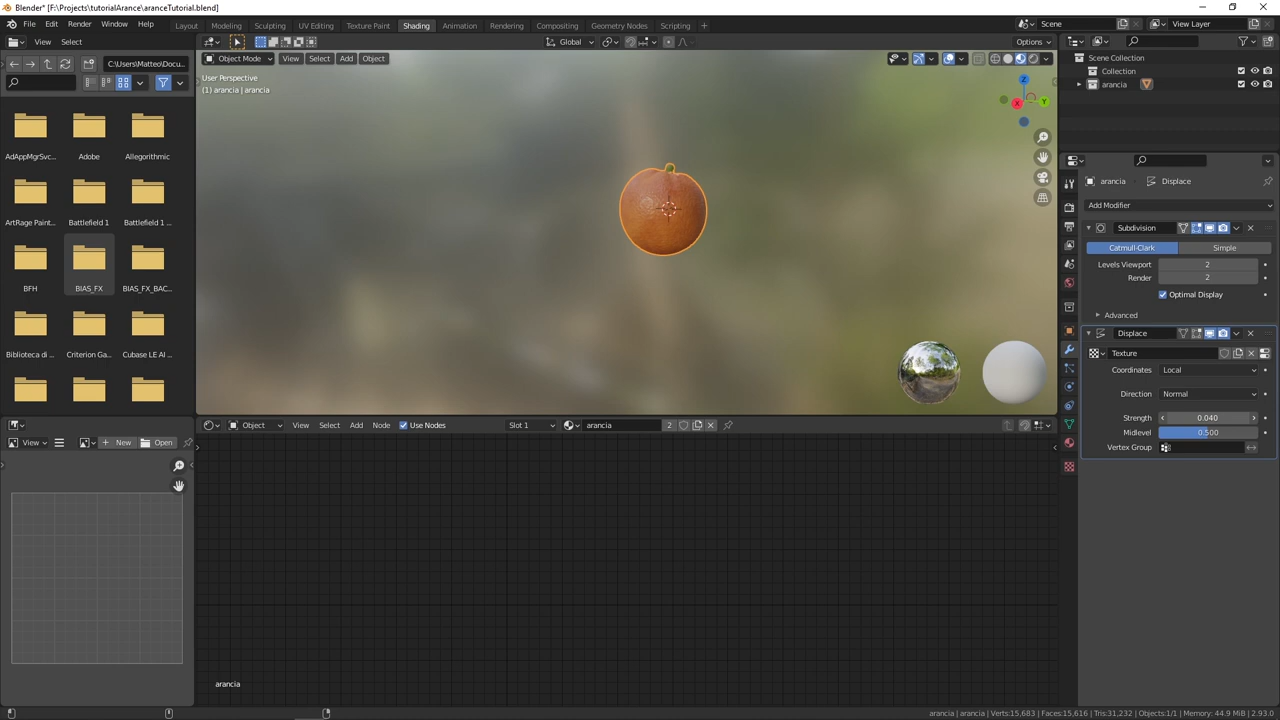 Blender* [F:\Projects\tutorialArance\aranceTutorial.blend]
File Edit Render Window Help Layout Modeling Sculpting UV Editing Texture Paint Shading Animation Rendering Compositing Geometry Nodes Scripting + Scene View Layer
View Select Global Options
C:\Users\Matteo\Docu... Object Mode View Select Add Object
User Perspective
(1) arancia | arancia
Z
X Y
AdAppMgrSvc... Adobe Allegorithmic
ArtRage Paint... Battlefield 1 Battlefield 1 ...
BFH BIAS_FX BIAS_FX_BAC...
Biblioteca di ... Criterion Ga... Cubase LE AI ...
Scene Collection
Collection
arancia
arancia Displace
Add Modifier
Subdivision
Catmull-Clark Simple
Levels Viewport 2
Render 2
Optimal Display
Advanced
Displace
Texture
Coordinates Local
Direction Normal
Strength 0.040
Midlevel 0.500
Vertex Group
View New Open
Object View Select Add Node Use Nodes Slot 1 arancia 2
arancia
arancia | arancia | Verts:15,683 | Faces:15,616 | Tris:31,232 | Objects:1/1 | Memory: 44.9 MiB | 2.93.0